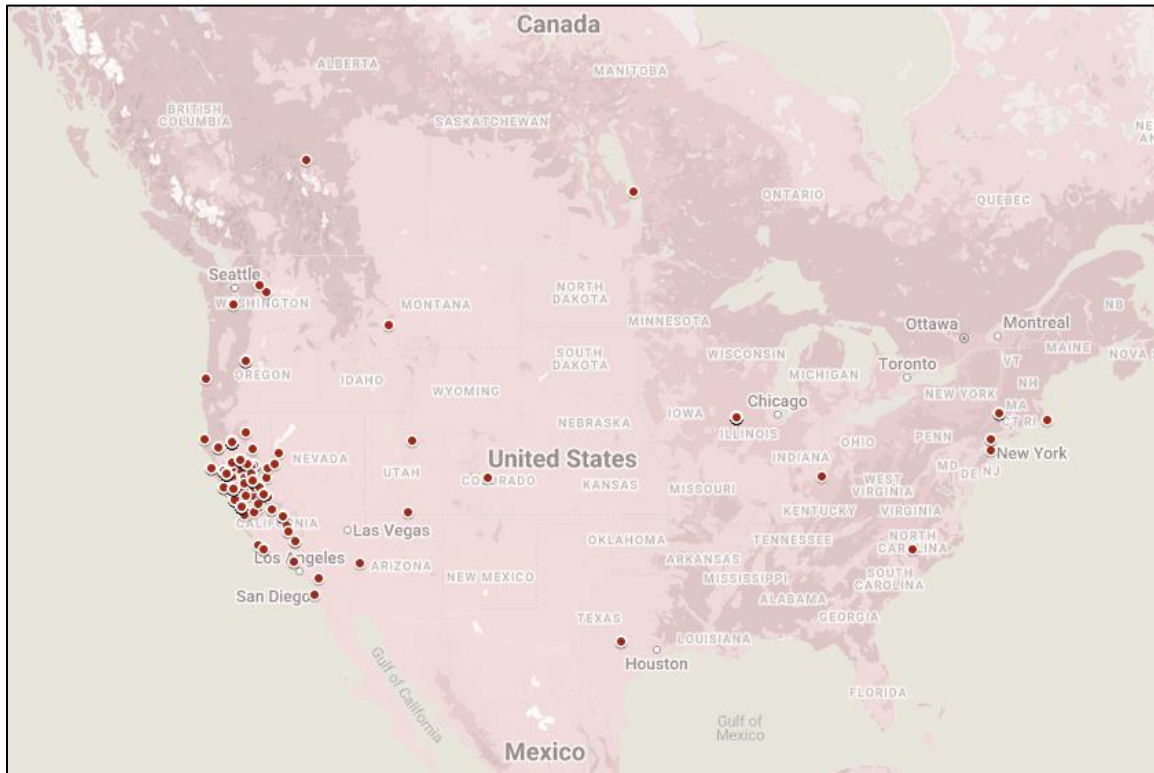 Canada
ALBERTA
MANITOBA
BRITISH
COLUMBIA
SASKATCHEWAN
ONTARIO
QUEBEC
Seattle
WASHINGTON
MONTANA
NORTH
DAKOTA
MINNESOTA
Ottawa
Montreal
NB
MAINE
NOVA
SOUTH
DAKOTA
WISCONSIN
MICHIGAN
Toronto
VT
NH
OREGON
IDAHO
WYOMING
NEW YORK
MA
CT RI
IOWA
Chicago
NEBRASKA
ILLINOIS
INDIANA
OHIO
PENN
New York
NEVADA
UTAH
United States
COLORADO
KANSAS
MISSOURI
WEST
VIRGINIA
MD
DE
NJ
KENTUCKY
VIRGINIA
CALIFORNIA
Las Vegas
OKLAHOMA
TENNESSEE
NORTH
CAROLINA
ARKANSAS
Los Angeles
ARIZONA
NEW MEXICO
MISSISSIPPI
SOUTH
CAROLINA
San Diego
ALABAMA
GEORGIA
TEXAS
LOUISIANA
Houston
Gulf of California
FLORIDA
Gulf of
Mexico
Mexico